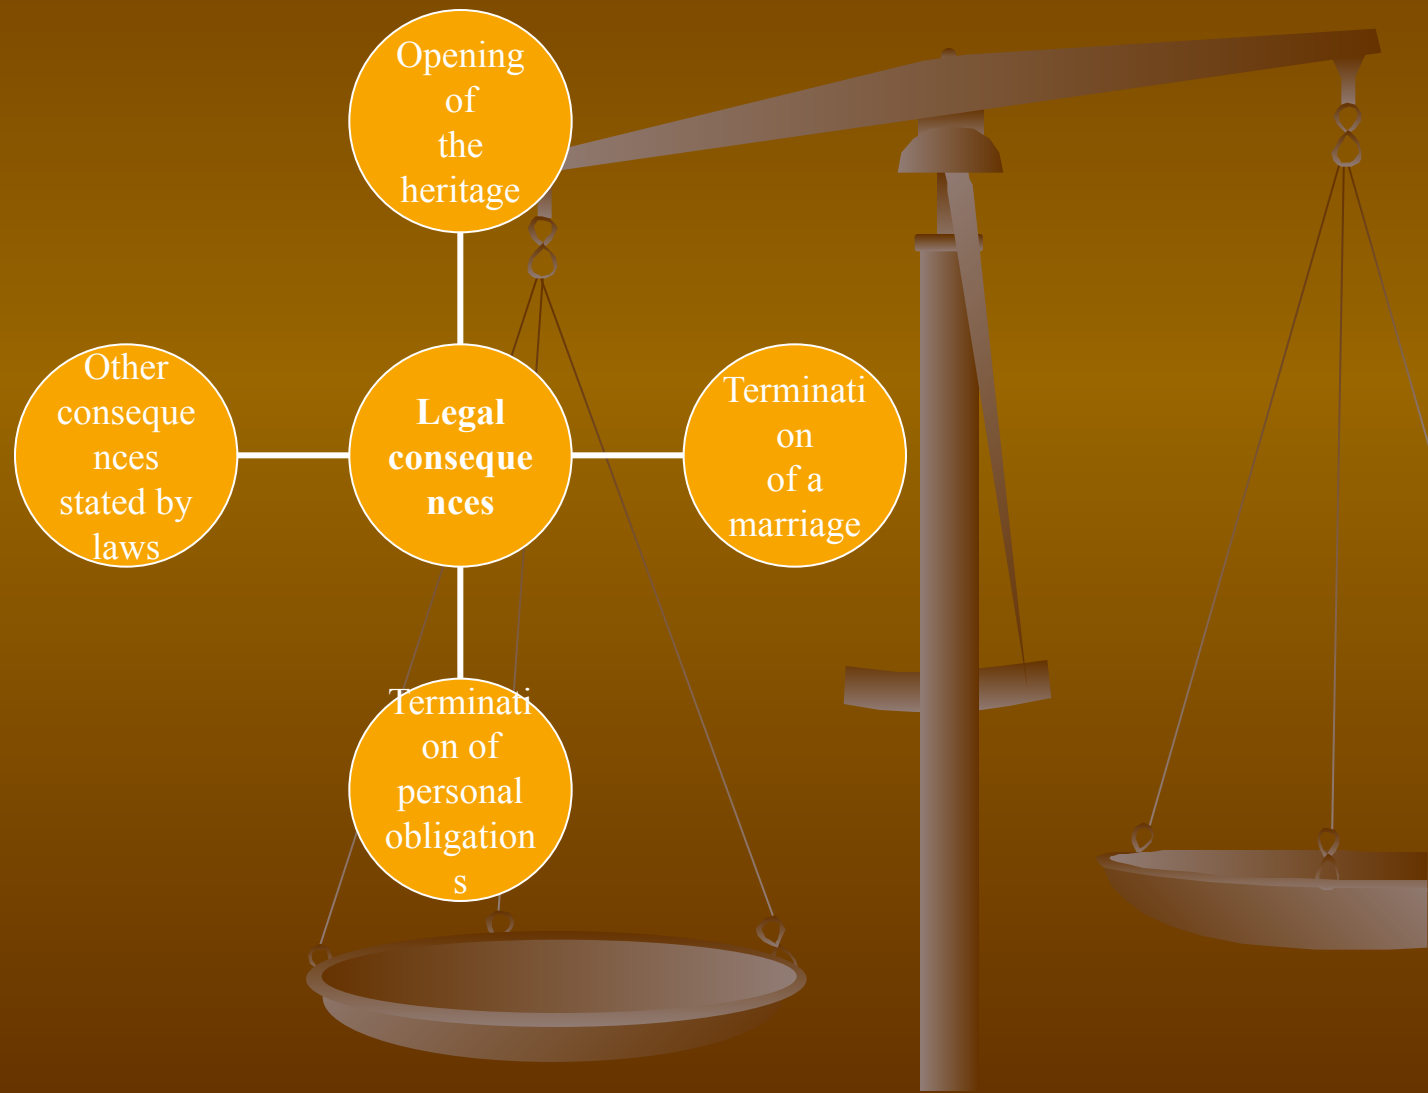 Opening
of
the
heritage
Other
conseque
nces
stated by
laws
Legal
conseque
nces
Terminati
on
of a
marriage
Terminati
on of
personal
obligation
s